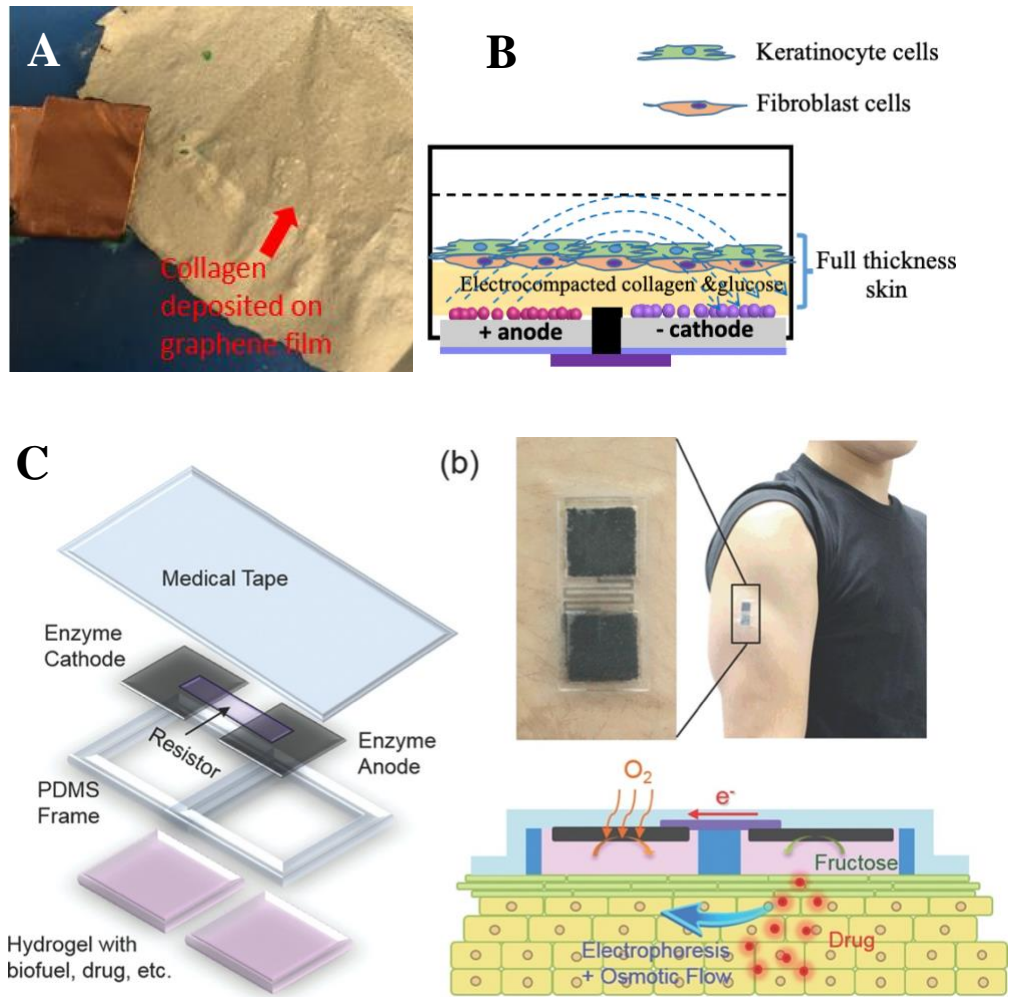 A
Collagen
deposited on
graphene film
B
Keratinocyte cells
Fibroblast cells
Electrocompacted collagen &glucose
+ anode
- cathode
Full thickness
skin
C
Medical Tape
Enzyme
Cathode
Resistor
Enzyme
Anode
PDMS
Frame
Hydrogel with
biofuel, drug, etc.
(b)
O2
e-
Fructose
Drug
Electrophoresis
+ Osmotic Flow